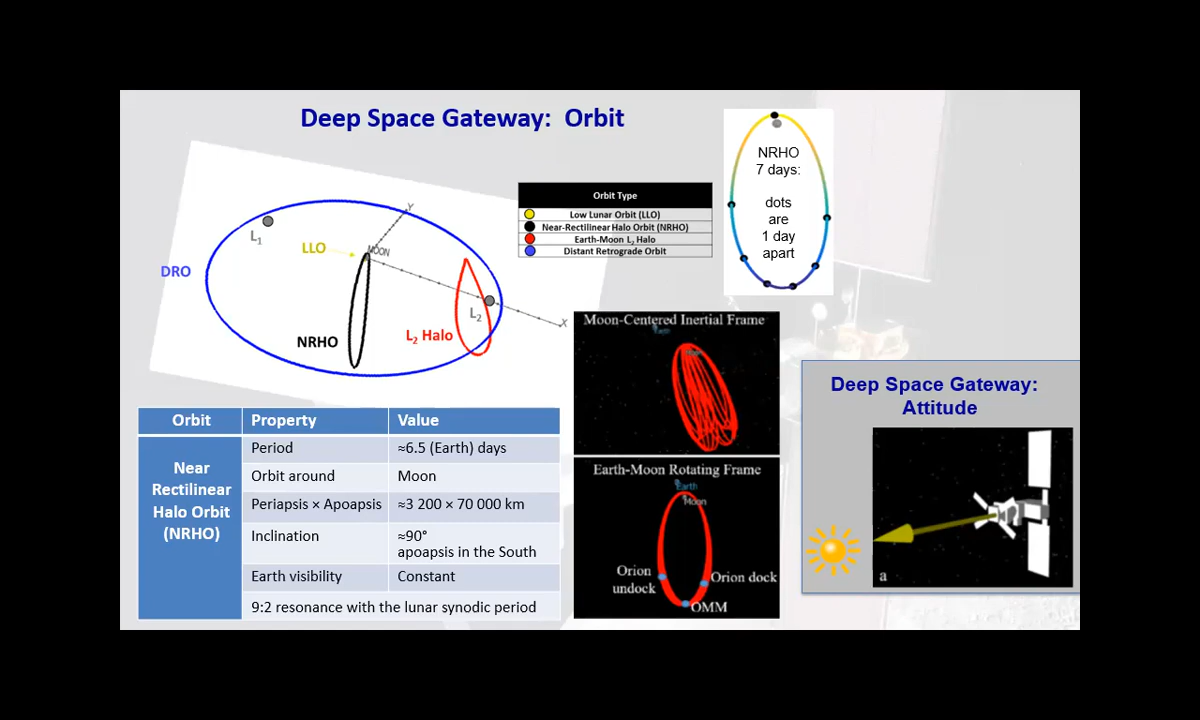 Deep Space Gateway: Orbit
L1
LLO
MOON
Y
DRO
NRHO
L2 Halo
L2
X
Orbit Type
Low Lunar Orbit (LLO)
Near-Rectilinear Halo Orbit (NRHO)
Earth-Moon L, Halo
Distant Retrograde Orbit
NRHO
7 days:
dots
are
1 day
apart
Orbit Property Value
Near
Rectilinear
Halo Orbit
(NRHO)
Period ≈6.5 (Earth) days
Orbit around Moon
Periapsis × Apoapsis ≈3 200 × 70 000 km
Inclination ≈90°
apoapsis in the South
Earth visibility Constant
9:2 resonance with the lunar synodic period
Moon-Centered Inertial Frame
Earth
Earth-Moon Rotating Frame
Earth
Moon
Orion
undock
Orion dock
OMM
Deep Space Gateway:
Attitude
a